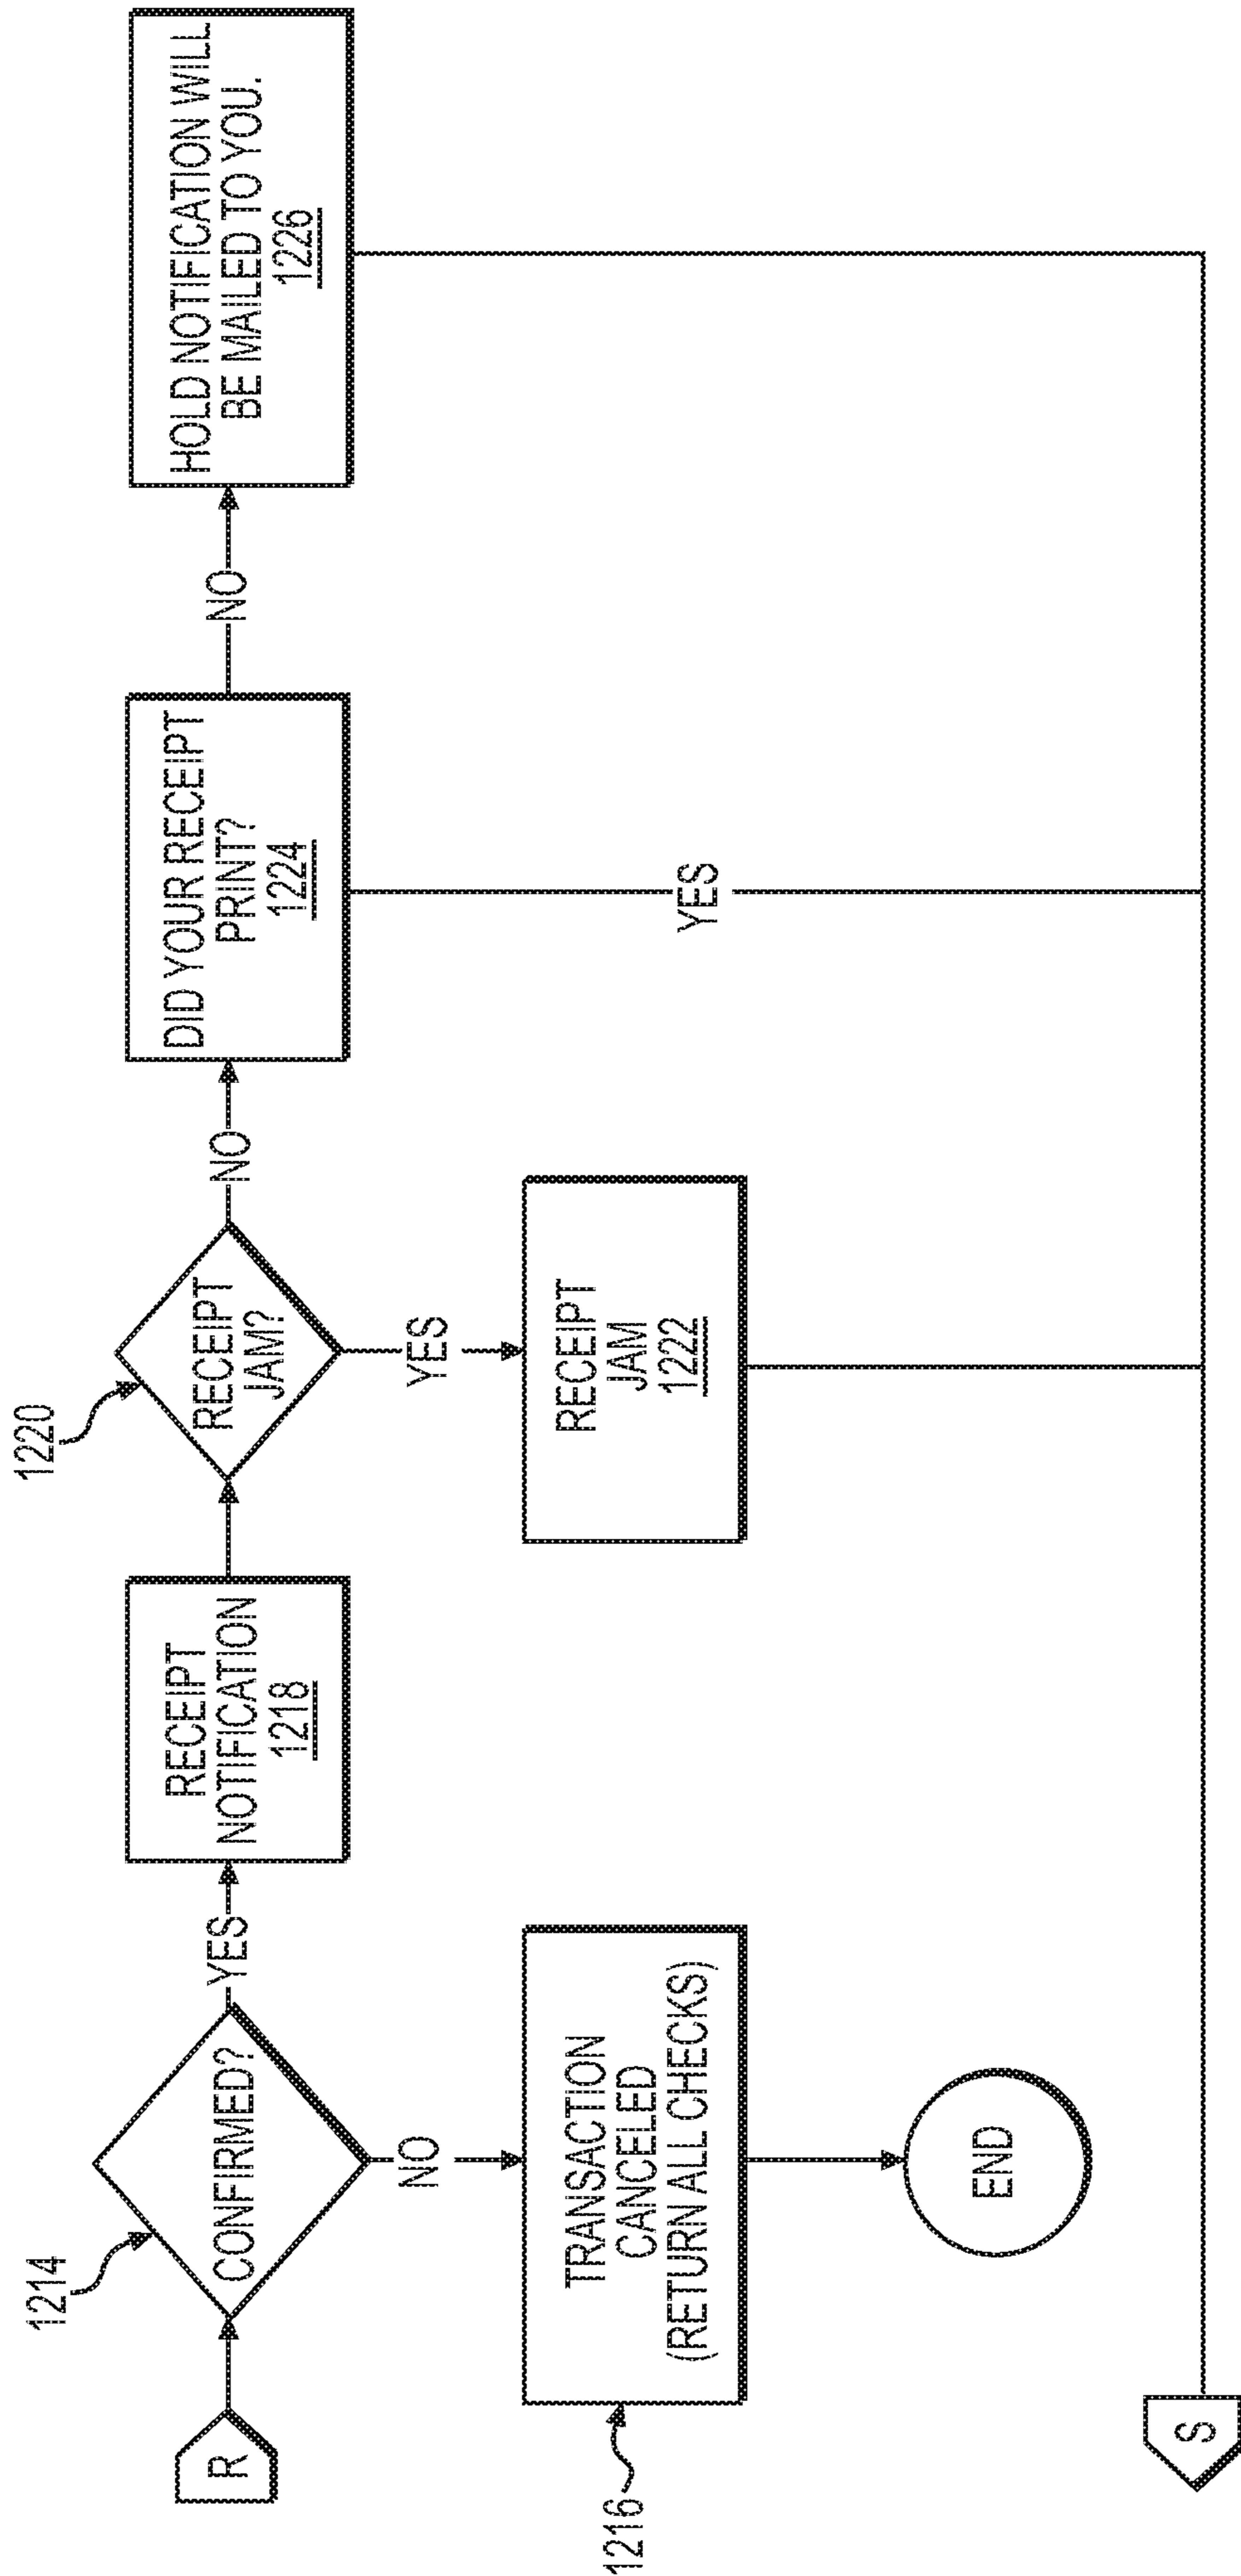 R
1214
CONFIRMED?
YES
RECEIPT
NOTIFICATION
1218
1220
RECEIPT
JAM?
NO
DID YOUR RECEIPT
PRINT?
1224
NO
HOLD NOTIFICATION WILL
BE MAILED TO YOU.
1226
NO
1216
TRANSACTION
CANCELED
(RETURN ALL CHECKS)
YES
RECEIPT
JAM
1222
YES
END
S